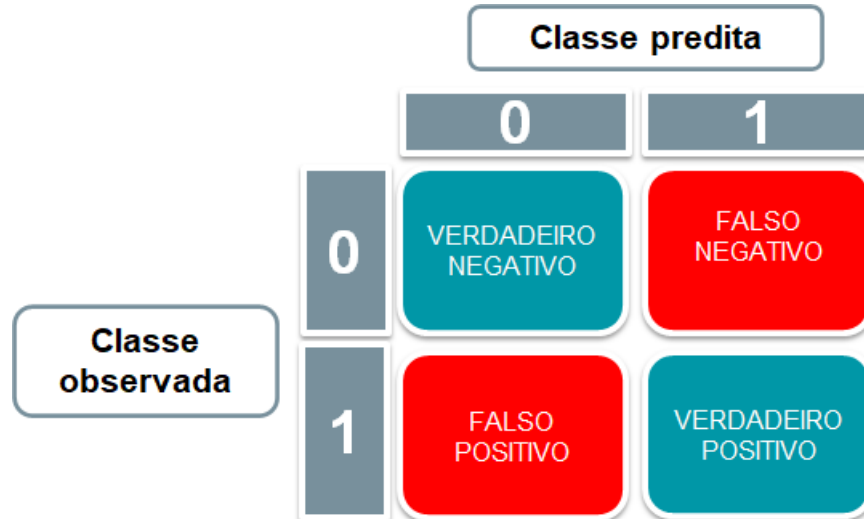 Classe predita
0
1
0
VERDADEIRO
NEGATIVO
FALSO
NEGATIVO
Classe
observada
1
FALSO
POSITIVO
VERDADEIRO
POSITIVO